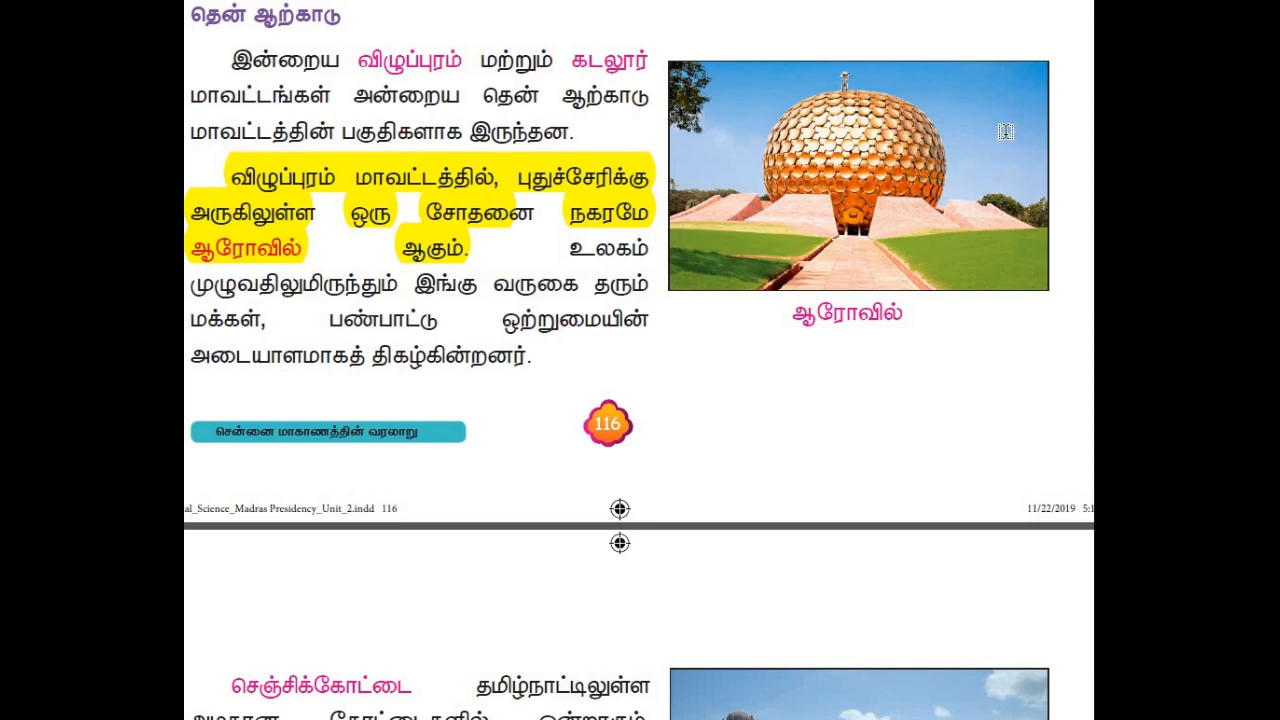 தென் ஆற்காடு
இன்றைய விழுப்புரம் மற்றும் கடலூர்
மாவட்டங்கள் அன்றைய தென் ஆற்காடு
மாவட்டத்தின் பகுதிகளாக இருந்தன.
விழுப்புரம் மாவட்டத்தில், புதுச்சேரிக்கு
அருகிலுள்ள ஒரு சோதனை நகரமே
ஆரோவில் ஆகும். உலகம்
முழுவதிலுமிருந்தும் இங்கு வருகை தரும்
மக்கள், பண்பாட்டு ஒற்றுமையின்
அடையாளமாகத் திகழ்கின்றனர்.
ஆரோவில்
சென்னை மாகாணத்தின் வரலாறு
116
al_Science_Madras Presidency_Unit_2.indd 116
11/22/2019 5:1
செஞ்சிக்கோட்டை தமிழ்நாட்டிலுள்ள